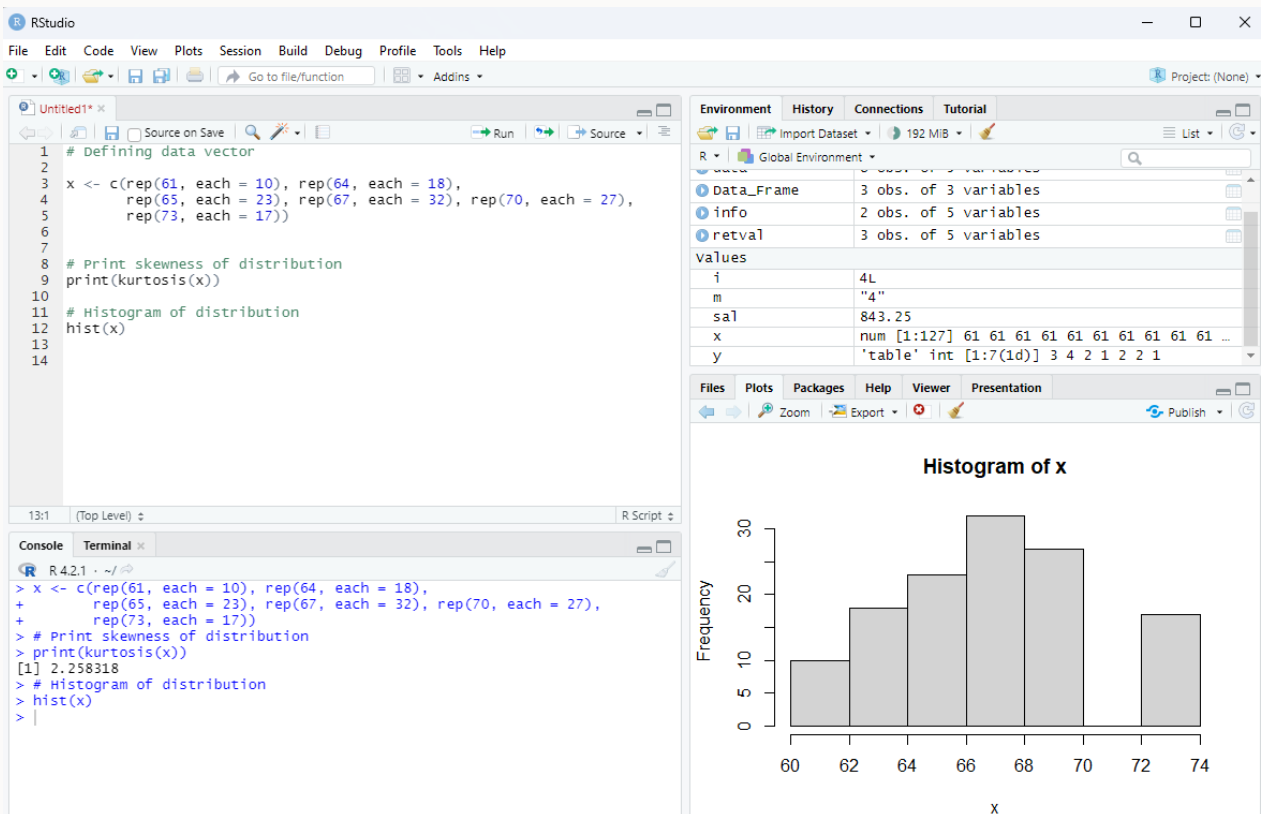 RStudio
File Edit Code View Plots Session Build Debug Profile Tools Help
Go to file/function Addins Project: (None)
Untitled1*
Source on Save Run Source
1 # Defining data vector
2
3 x <- c(rep(61, each = 10), rep(64, each = 18),
4 rep(65, each = 23), rep(67, each = 32), rep(70, each = 27),
5 rep(73, each = 17))
6
7
8 # Print skewness of distribution
9 print(kurtosis(x))
10
11 # Histogram of distribution
12 hist(x)
13
14
13:1 (Top Level) R Script
Console Terminal
R 4.2.1 · ~/
> x <- c(rep(61, each = 10), rep(64, each = 18),
+ rep(65, each = 23), rep(67, each = 32), rep(70, each = 27),
+ rep(73, each = 17))
> # Print skewness of distribution
> print(kurtosis(x))
[1] 2.258318
> # Histogram of distribution
> hist(x)
>
Environment History Connections Tutorial
Import Dataset 192 MiB List
R Global Environment
Data_Frame 3 obs. of 3 variables
info 2 obs. of 5 variables
retval 3 obs. of 5 variables
Values
i 4L
m "4"
sal 843.25
x num [1:127] 61 61 61 61 61 61 61 61 61 61 …
y 'table' int [1:7(1d)] 3 4 2 1 2 2 1
Files Plots Packages Help Viewer Presentation
Zoom Export Publish
Histogram of x
Frequency
30
20
10
5
0
60 62 64 66 68 70 72 74
x